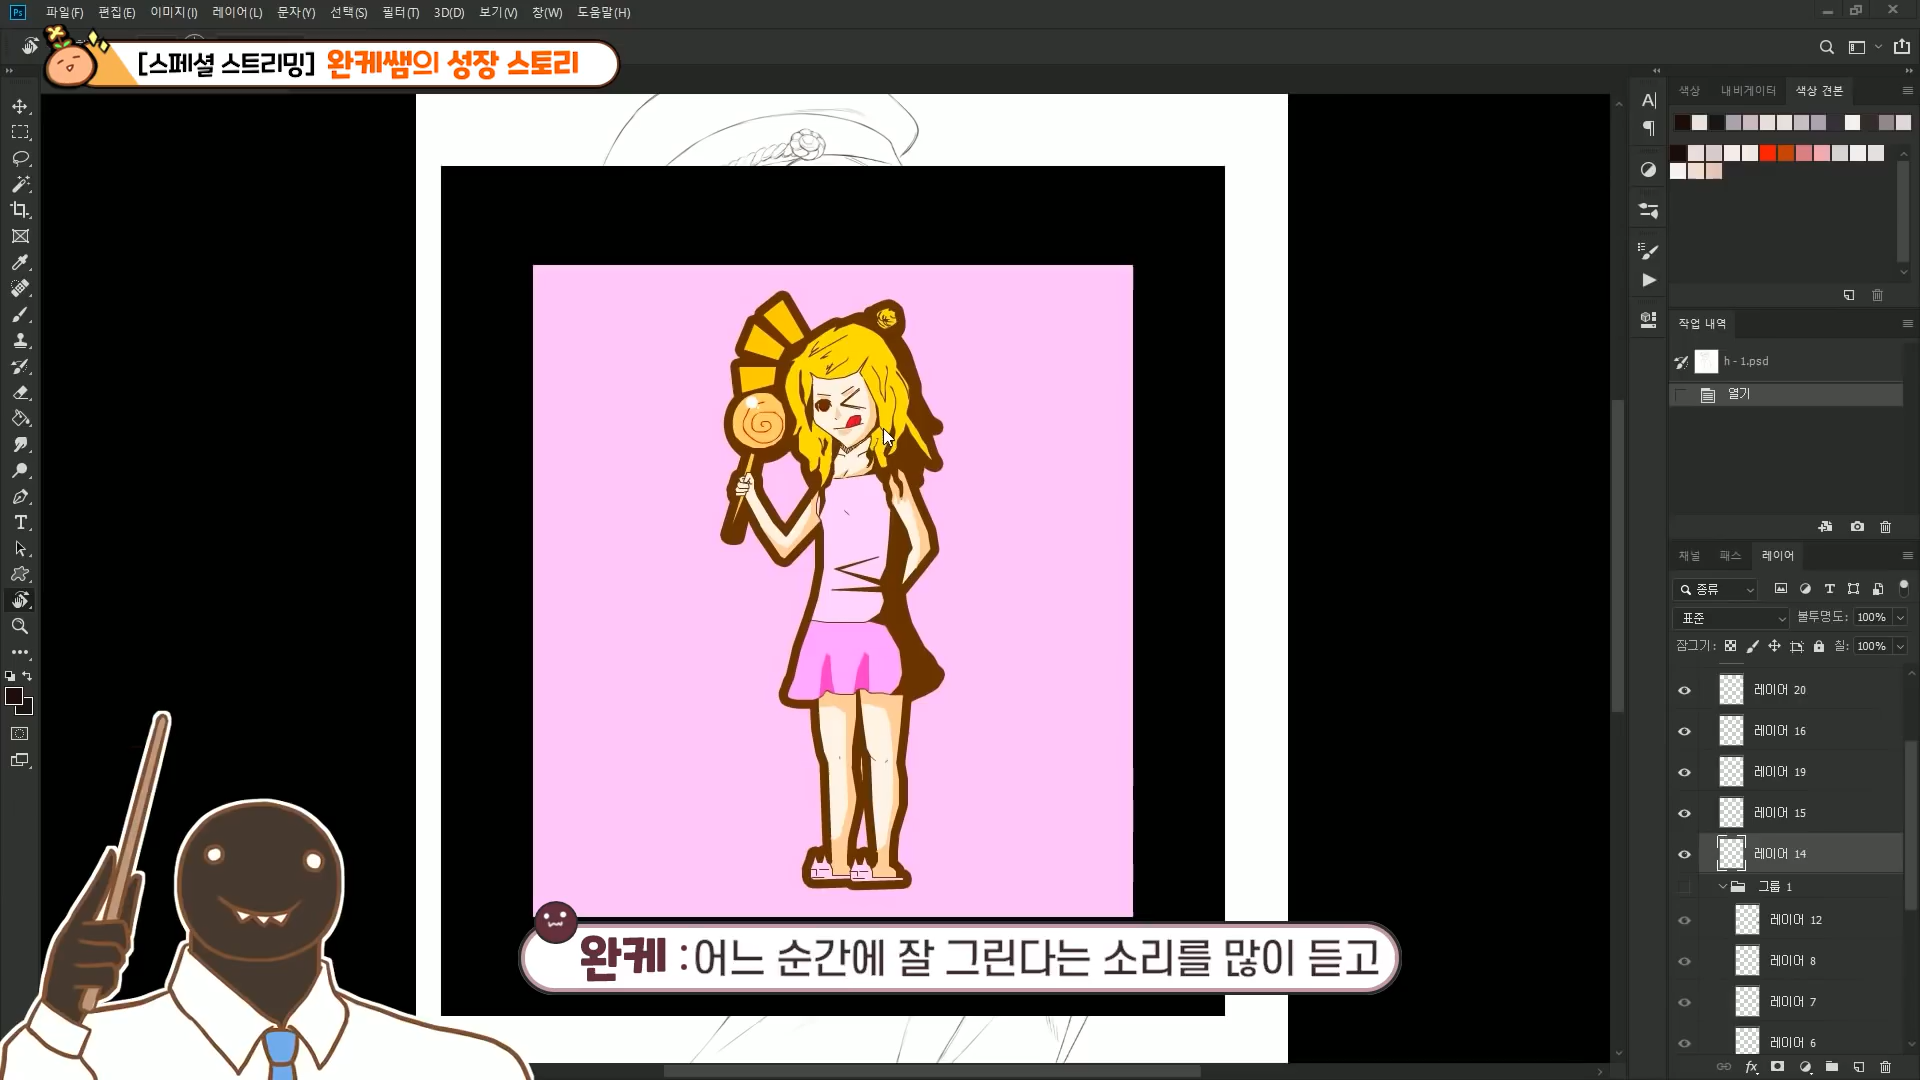 Ps 파일(F) 편집(E) 이미지(I) 레이어(L) 문자(Y) 선택(S) 필터(T) 3D(D) 보기(V) 창(W) 도움말(H)
[스페셜 스트리밍] 완케쌤의 성장 스토리
색상 내비게이터 색상 견본
작업 내역
h - 1.psd
열기
채널 패스 레이어
종류
표준 불투명도: 100%
잠그기: 칠: 100%
레이어 20
레이어 16
레이어 19
레이어 15
레이어 14
그룹 1
레이어 12
레이어 8
레이어 7
레이어 6
완케 :어느 순간에 잘 그린다는 소리를 많이 듣고